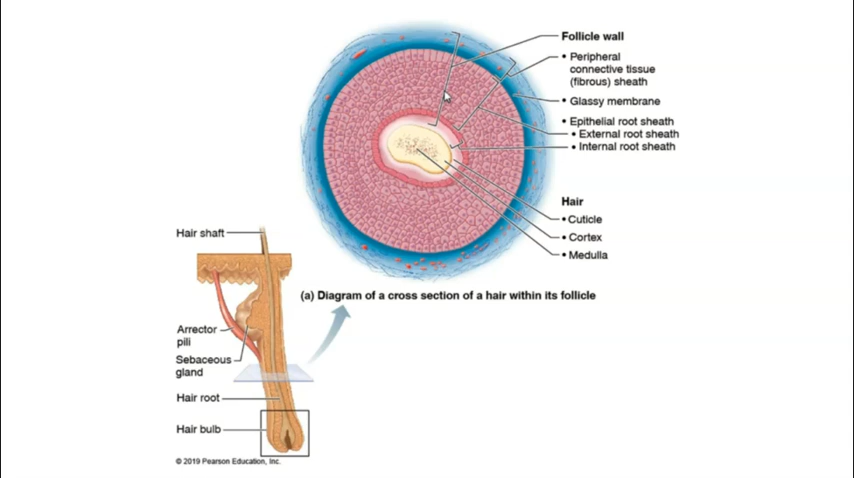 Follicle wall
• Peripheral
connective tissue
(fibrous) sheath
• Glassy membrane
• Epithelial root sheath
• External root sheath
• Internal root sheath
Hair
• Cuticle
• Cortex
• Medulla
(a) Diagram of a cross section of a hair within its follicle
Hair shaft
Arrector
pili
Sebaceous
gland
Hair root
Hair bulb
© 2019 Pearson Education, Inc.